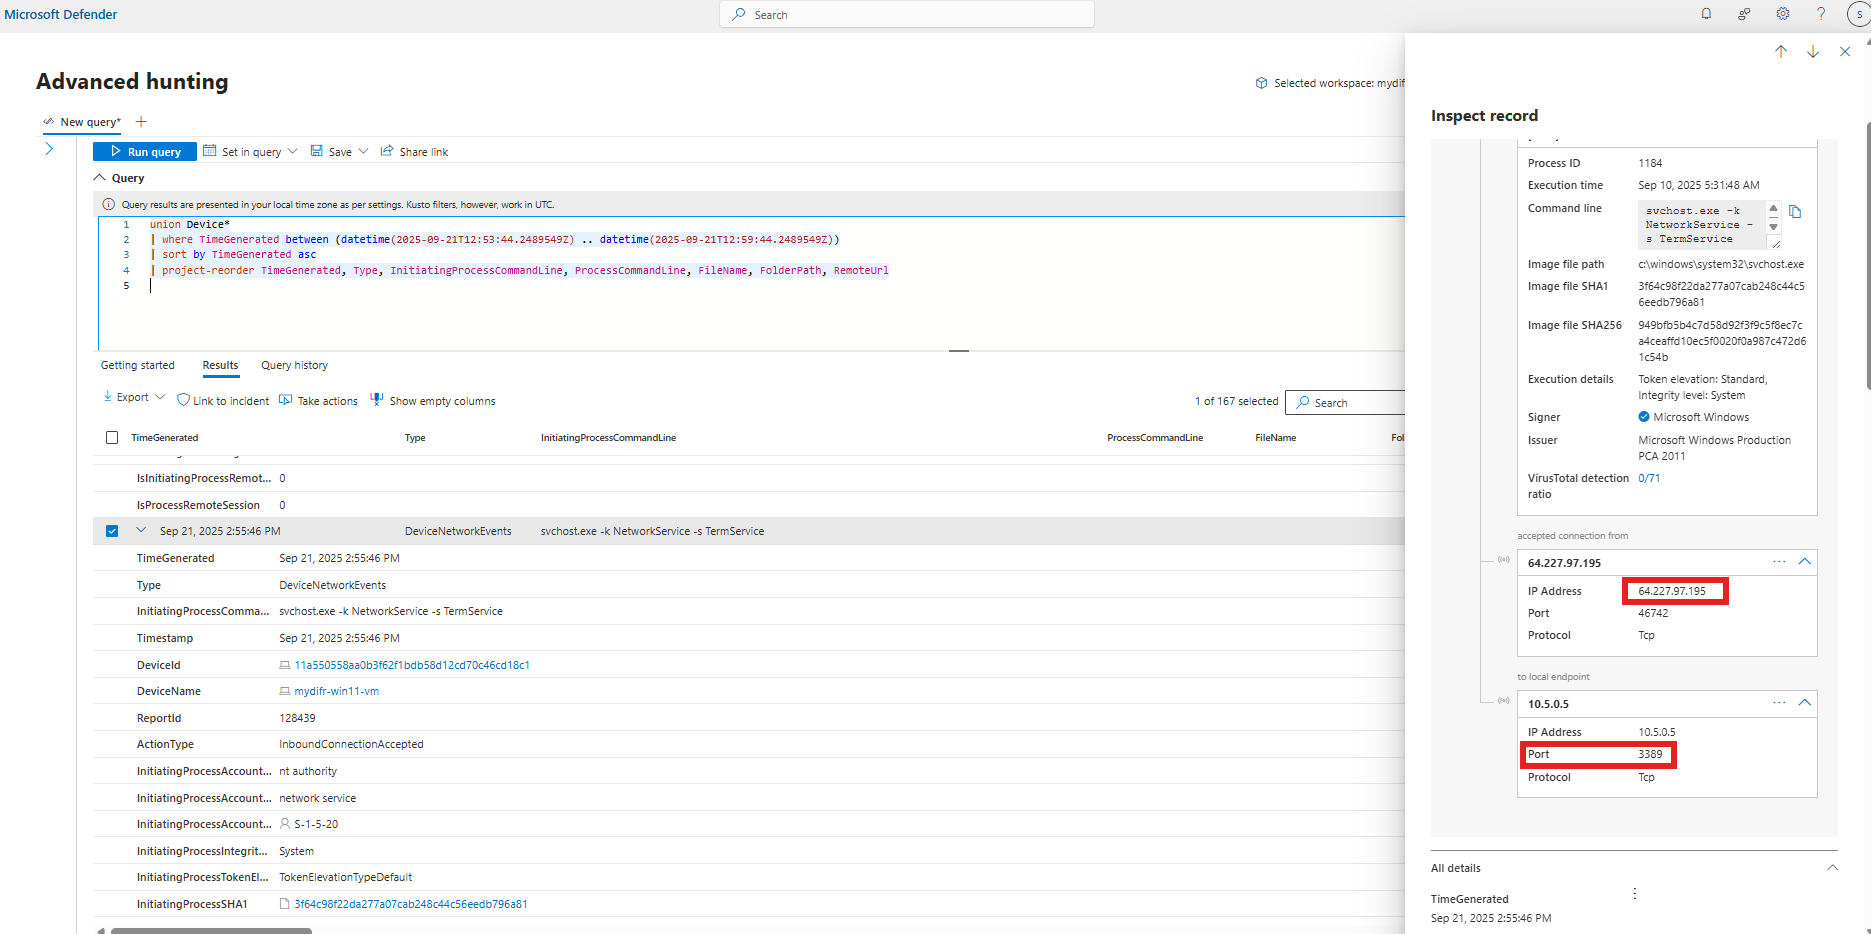 Microsoft Defender
Search
S
Advanced hunting
Selected workspace: mydif
New query*
Run query
Set in query
Save
Share link
Query
Query results are presented in your local time zone as per settings. Kusto filters, however, work in UTC.
1 union Device*
2 | where TimeGenerated between (datetime(2025-09-21T12:53:44.2489549Z) .. datetime(2025-09-21T12:59:44.2489549Z))
3 | sort by TimeGenerated asc
4 | project-reorder TimeGenerated, Type, InitiatingProcessCommandLine, ProcessCommandLine, FileName, FolderPath, RemoteUrl
5
Getting started
Results
Query history
Export
Link to incident
Take actions
Show empty columns
1 of 167 selected
Search
TimeGenerated Type InitiatingProcessCommandLine ProcessCommandLine FileName Fol
IsInitiatingProcessRemot... 0
IsProcessRemoteSession 0
Sep 21, 2025 2:55:46 PM DeviceNetworkEvents svchost.exe -k NetworkService -s TermService
TimeGenerated Sep 21, 2025 2:55:46 PM
Type DeviceNetworkEvents
InitiatingProcessComma... svchost.exe -k NetworkService -s TermService
Timestamp Sep 21, 2025 2:55:46 PM
DeviceId 11a550558aa0b3f62f1bdb58d12cd70c46cd18c1
DeviceName mydifr-win11-vm
ReportId 128439
ActionType InboundConnectionAccepted
InitiatingProcessAccount... nt authority
InitiatingProcessAccount... network service
InitiatingProcessAccount... S-1-5-20
InitiatingProcessIntegrit... System
InitiatingProcessTokenEl... TokenElevationTypeDefault
InitiatingProcessSHA1 3f64c98f22da277a07cab248c44c56eedb796a81
Inspect record
Process ID 1184
Execution time Sep 10, 2025 5:31:48 AM
Command line svchost.exe -k
NetworkService -
s TermService
Image file path c:\windows\system32\svchost.exe
Image file SHA1 3f64c98f22da277a07cab248c44c5
6eedb796a81
Image file SHA256 949bfb5b4c7d58d92f3f9c5f8ec7c
a4ceaffd10ec5f0020f0a987c472d6
1c54b
Execution details Token elevation: Standard,
Integrity level: System
Signer Microsoft Windows
Issuer Microsoft Windows Production
PCA 2011
VirusTotal detection 0/71
ratio
accepted connection from
64.227.97.195
IP Address 64.227.97.195
Port 46742
Protocol Tcp
to local endpoint
10.5.0.5
IP Address 10.5.0.5
Port 3389
Protocol Tcp
All details
TimeGenerated
Sep 21, 2025 2:55:46 PM